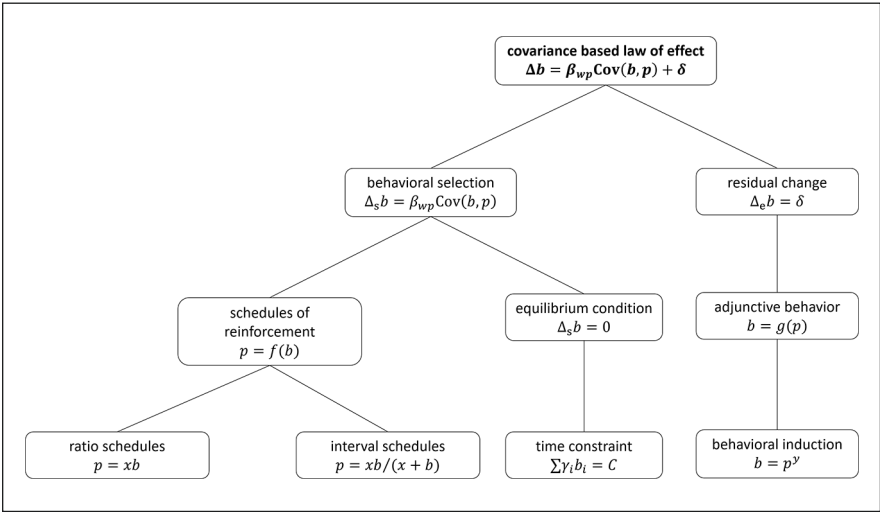 covariance based law of effect
Δb = β_wp Cov(b, p) + δ
behavioral selection
Δ_s b = β_wp Cov(b, p)
residual change
Δ_e b = δ
schedules of
reinforcement
p = f(b)
equilibrium condition
Δ_s b = 0
adjunctive behavior
b = g(p)
ratio schedules
p = xb
interval schedules
p = xb/(x + b)
time constraint
∑γ_i b_i = C
behavioral induction
b = p^y